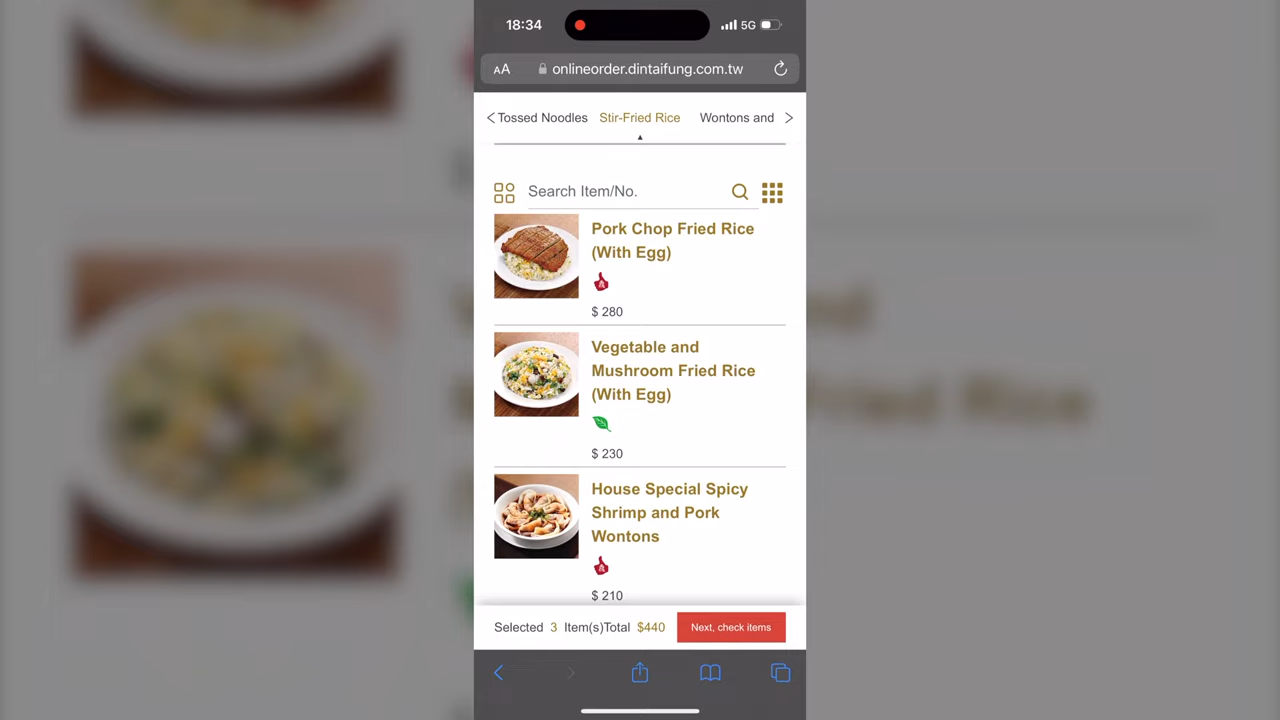 18:34
5G
AA onlineorder.dintaifung.com.tw
Tossed Noodles Stir-Fried Rice Wontons and
Search Item/No.
Pork Chop Fried Rice
(With Egg)
$ 280
Vegetable and
Mushroom Fried Rice
(With Egg)
$ 230
House Special Spicy
Shrimp and Pork
Wontons
$ 210
Selected 3 Item(s)Total $440
Next, check items